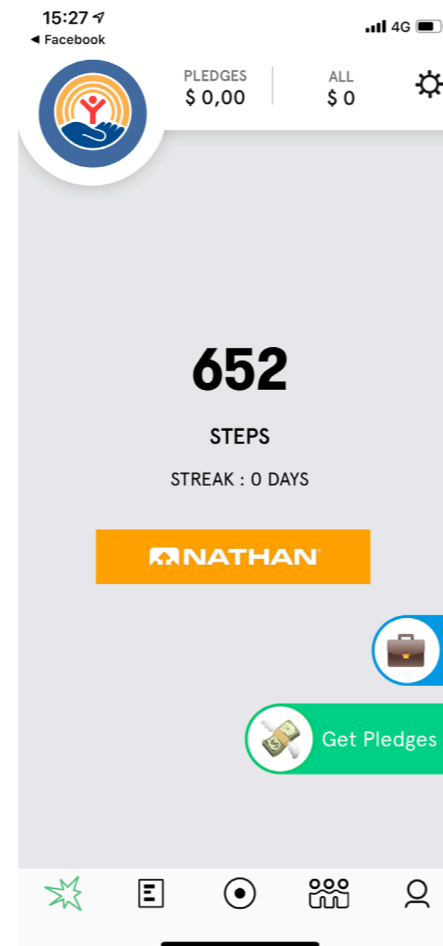 15:27
4G
◀ Facebook
PLEDGES
$ 0,00
ALL
$ 0
652
STEPS
STREAK : 0 DAYS
NATHAN
Get Pledges